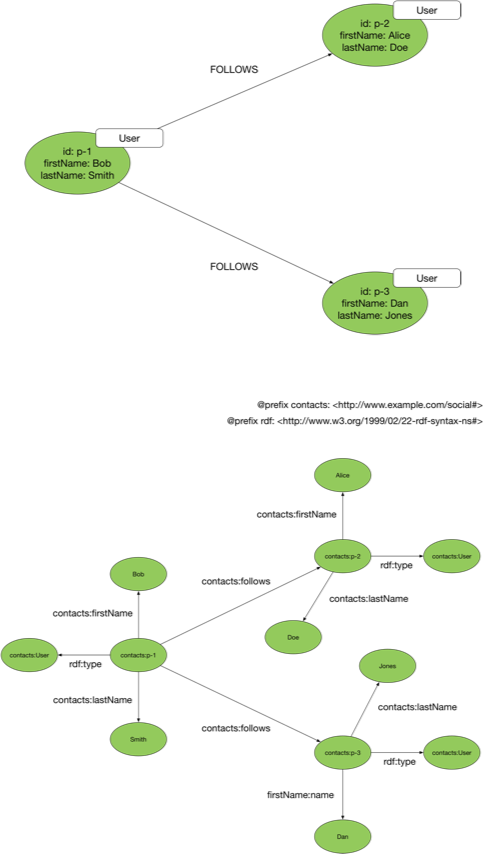 User
id: p-2
firstName: Alice
lastName: Doe
FOLLOWS
User
id: p-1
firstName: Bob
lastName: Smith
FOLLOWS
User
id: p-3
firstName: Dan
lastName: Jones
@prefix contacts: <http://www.example.com/social#>
@prefix rdf: <http://www.w3.org/1999/02/22-rdf-syntax-ns#>
Alice
contacts:firstName
contacts:p-2
contacts:User
rdf:type
contacts:follows
Bob
contacts:lastName
contacts:firstName
Doe
contacts:User
contacts:p-1
rdf:type
Jones
contacts:lastName
contacts:lastName
contacts:follows
Smith
contacts:p-3
contacts:User
rdf:type
firstName:name
Dan